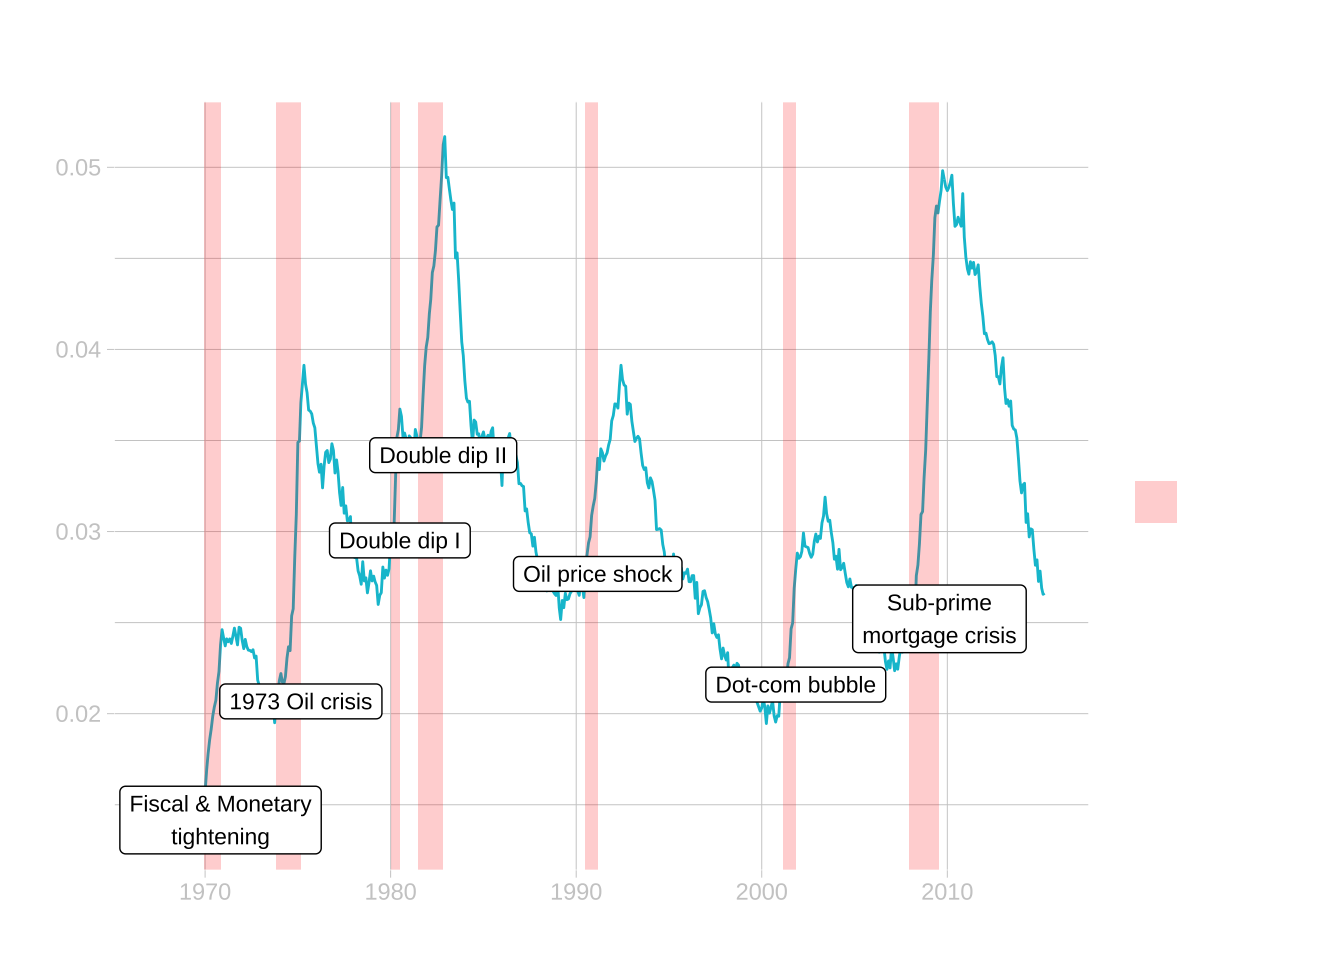 0.05
0.04
Double dip II
0.03
Double dip I
Oil price shock
Sub-prime
mortgage crisis
Dot-com bubble
1973 Oil crisis
0.02
Fiscal & Monetary
tightening
1970
1980
1990
2000
2010